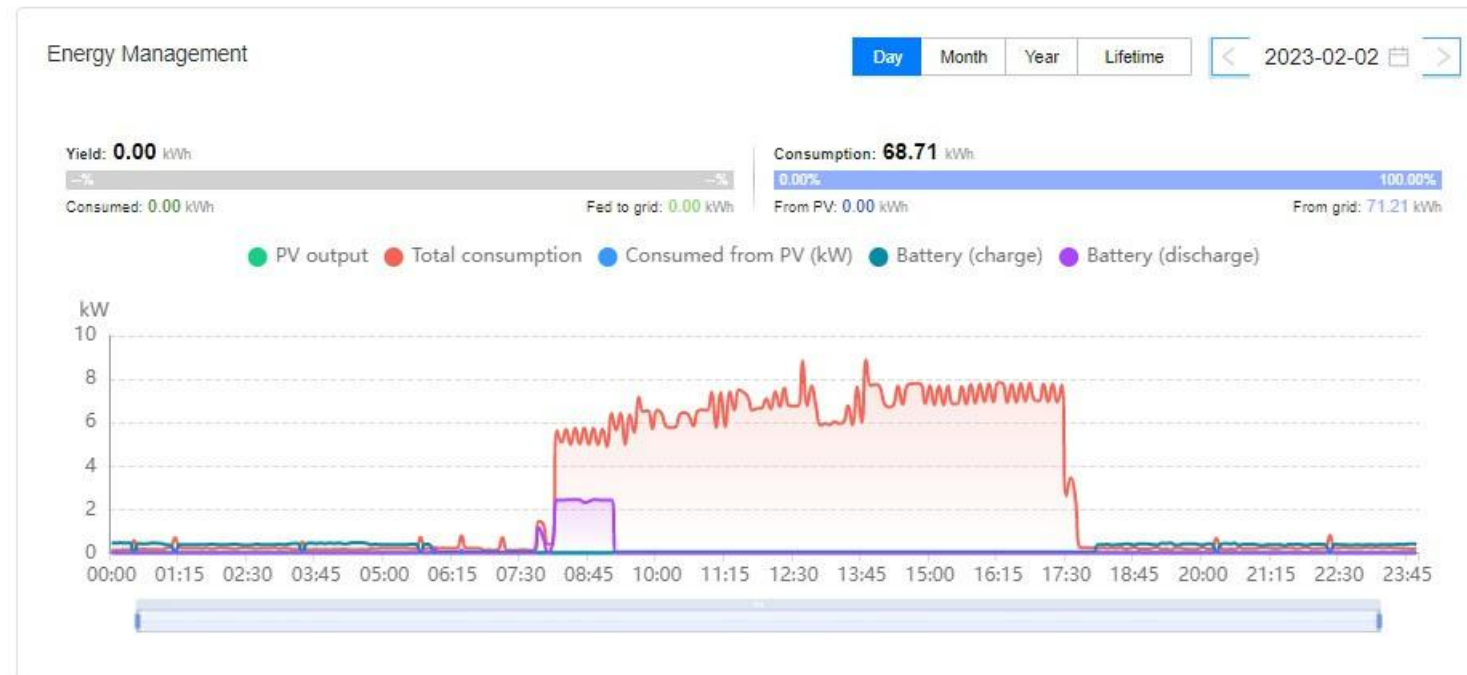 Energy Management
Day Month Year Lifetime < 2023-02-02 >
Yield: 0.00 kWh
--% --%
Consumed: 0.00 kWh Fed to grid: 0.00 kWh
Consumption: 68.71 kWh
0.00% 100.00%
From PV: 0.00 kWh From grid: 71.21 kWh
PV output Total consumption Consumed from PV (kW) Battery (charge) Battery (discharge)
kW
10
8
6
4
2
0
00:00 01:15 02:30 03:45 05:00 06:15 07:30 08:45 10:00 11:15 12:30 13:45 15:00 16:15 17:30 18:45 20:00 21:15 22:30 23:45